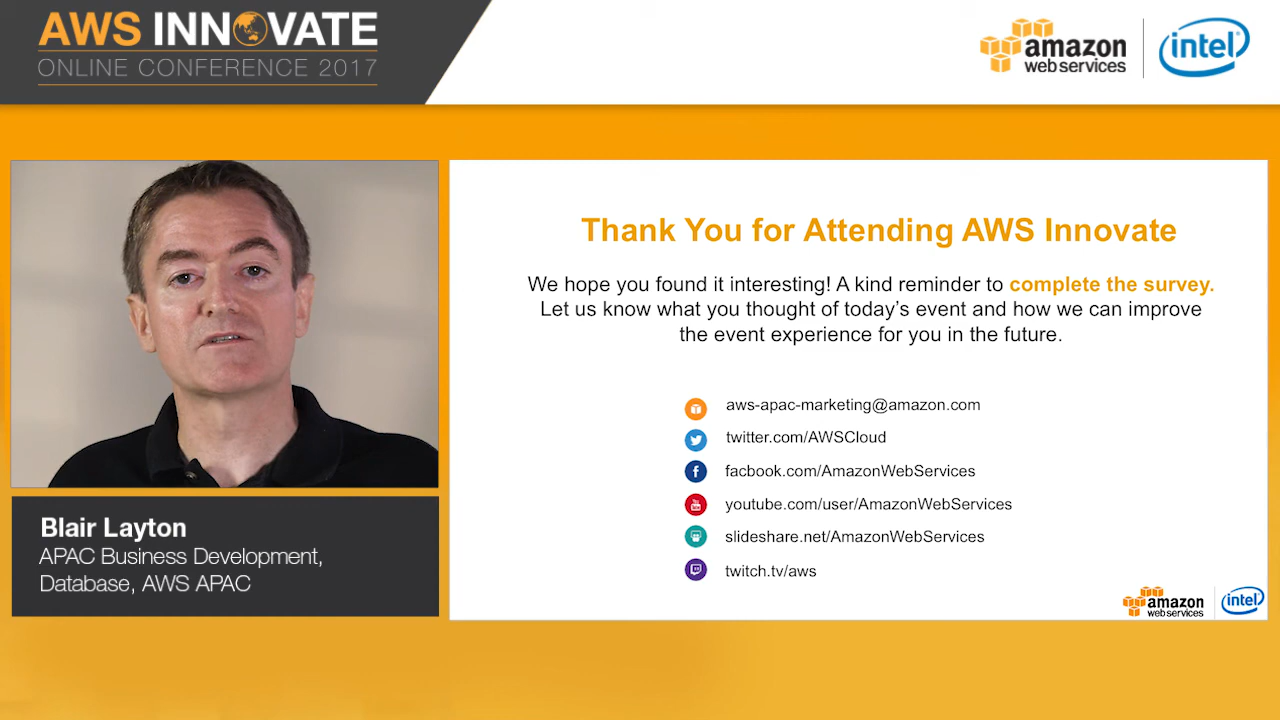 AWS INNOVATE
ONLINE CONFERENCE 2017
amazon
web services
intel
Blair Layton
APAC Business Development,
Database, AWS APAC
Thank You for Attending AWS Innovate
We hope you found it interesting! A kind reminder to complete the survey.
Let us know what you thought of today’s event and how we can improve
the event experience for you in the future.
aws-apac-marketing@amazon.com
twitter.com/AWSCloud
facbook.com/AmazonWebServices
youtube.com/user/AmazonWebServices
slideshare.net/AmazonWebServices
twitch.tv/aws
amazon
web services
intel